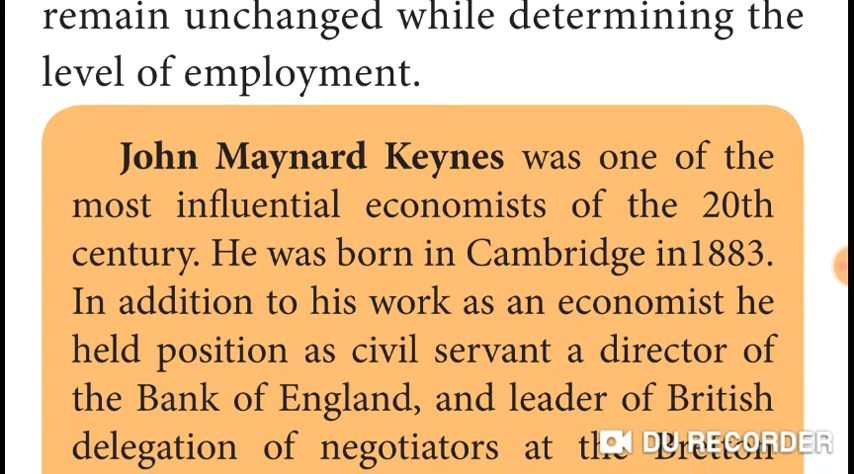 remain unchanged while determining the
level of employment.
John Maynard Keynes was one of the
most influential economists of the 20th
century. He was born in Cambridge in1883.
In addition to his work as an economist he
held position as civil servant a director of
the Bank of England, and leader of British
delegation of negotiators at the Bretton
DU RECORDER